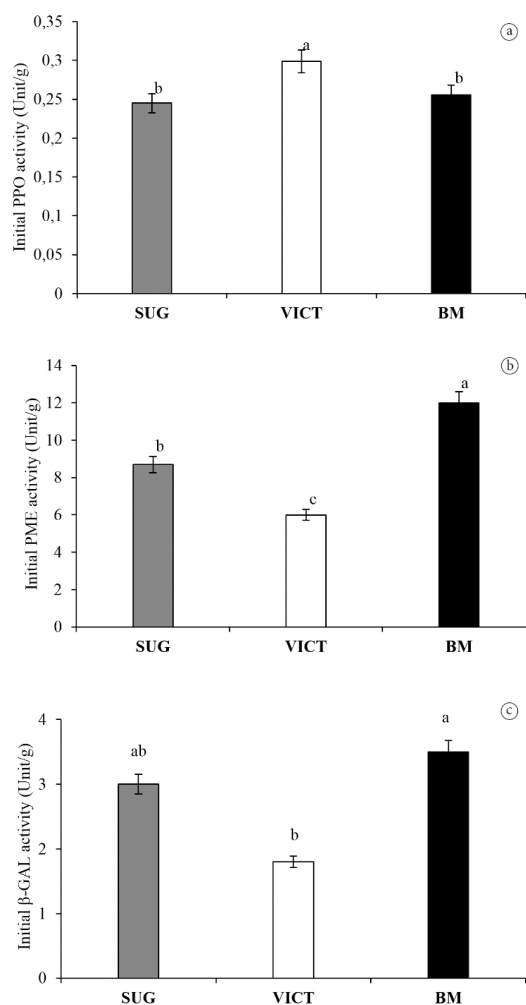 Initial PPO activity (Unit/g)
0,35
0,3
0,25
0,2
0,15
0,1
0,05
0
b
a
b
SUG
VICT
BM
a
Initial PME activity (Unit/g)
14
12
10
8
6
4
2
0
b
c
a
SUG
VICT
BM
b
Initial β-GAL activity (Unit/g)
4
3
2
1
0
ab
b
a
SUG
VICT
BM
c